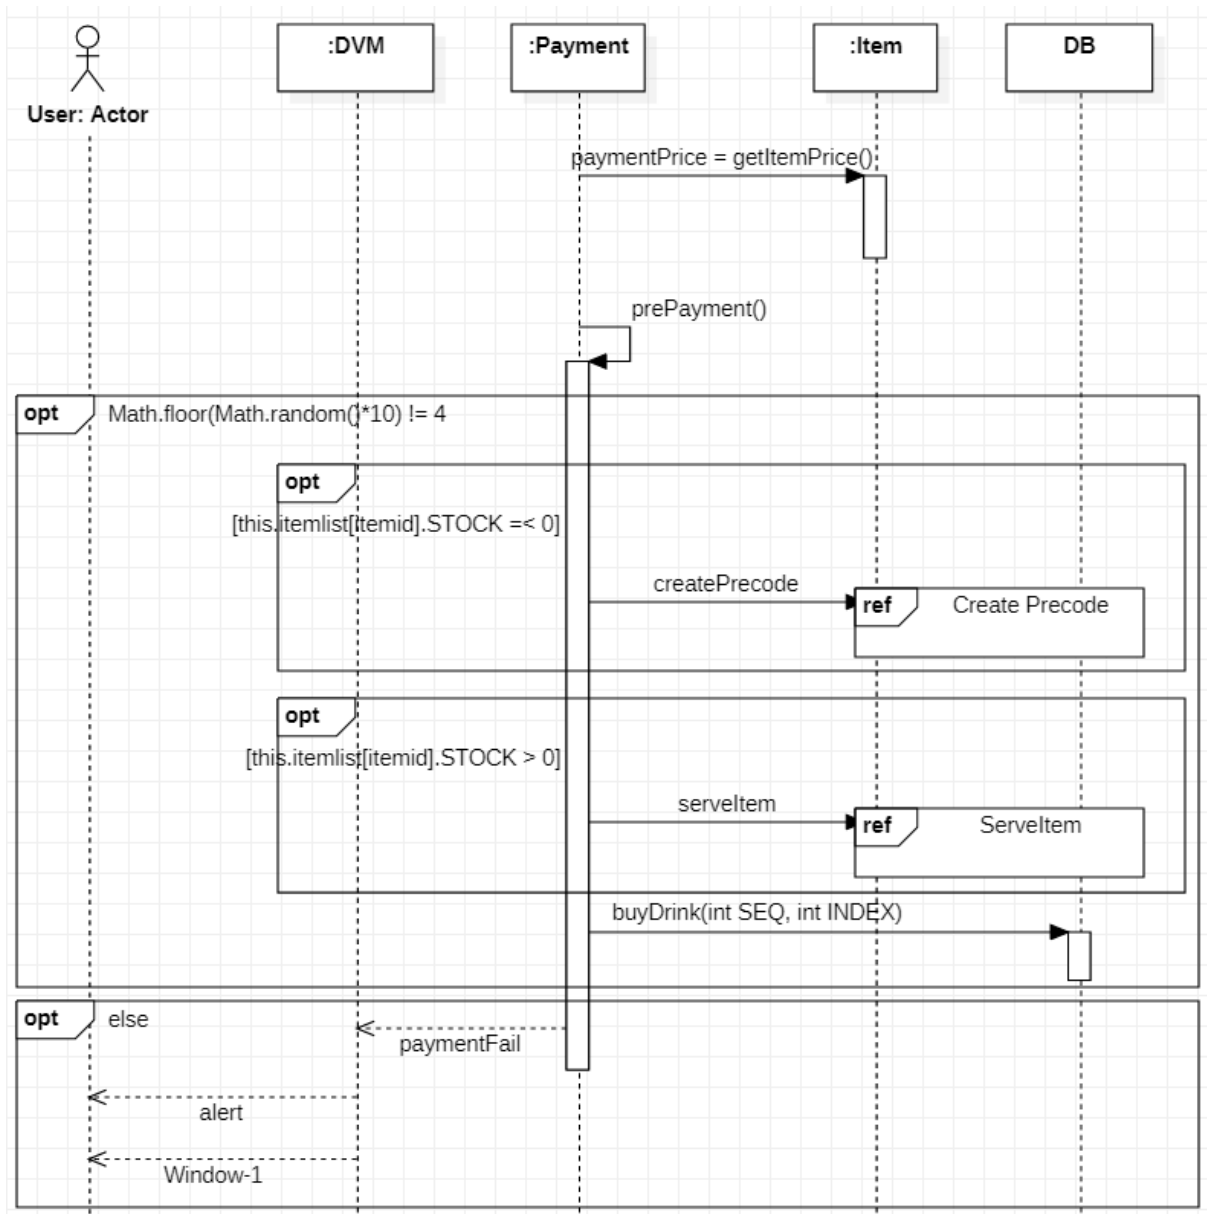 :DVM
:Payment
:Item
DB
User: Actor
paymentPrice = getItemPrice()
prePayment()
opt
Math.floor(Math.random()*10) != 4
opt
[this.itemlist[itemid].STOCK =< 0]
createPrecode
ref
Create Precode
opt
[this.itemlist[itemid].STOCK > 0]
serveItem
ref
ServeItem
buyDrink(int SEQ, int INDEX)
opt
else
paymentFail
alert
Window-1